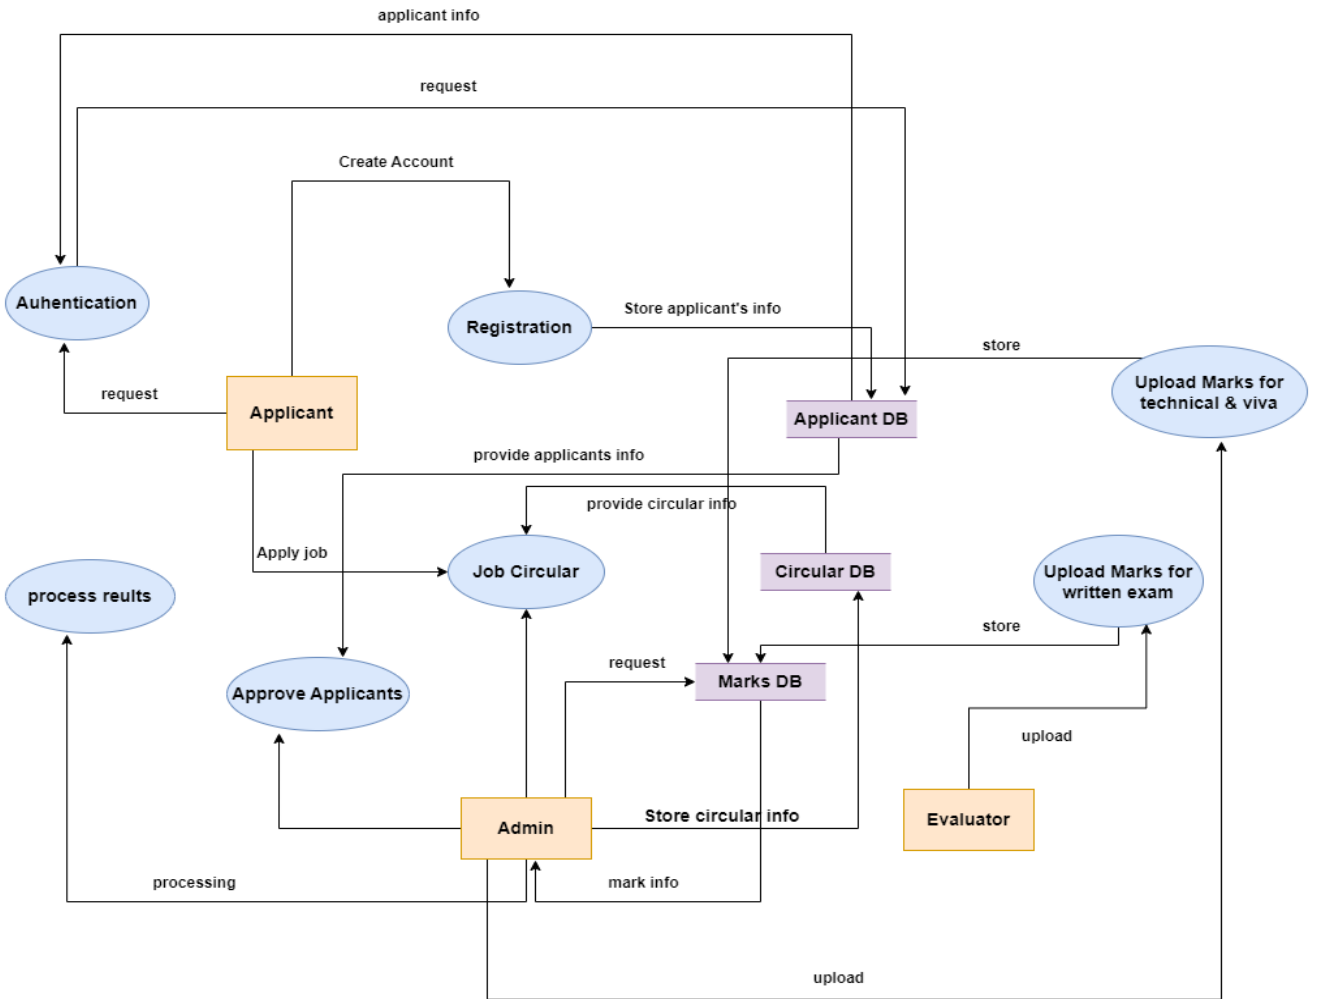 applicant info
request
Create Account
Auhentication
Registration
Store applicant's info
store
Upload Marks for
technical & viva
request
Applicant
Applicant DB
provide applicants info
provide circular info
Apply job
Job Circular
Circular DB
Upload Marks for
written exam
process reults
store
request
Approve Applicants
Marks DB
upload
Store circular info
Admin
Evaluator
processing
mark info
upload